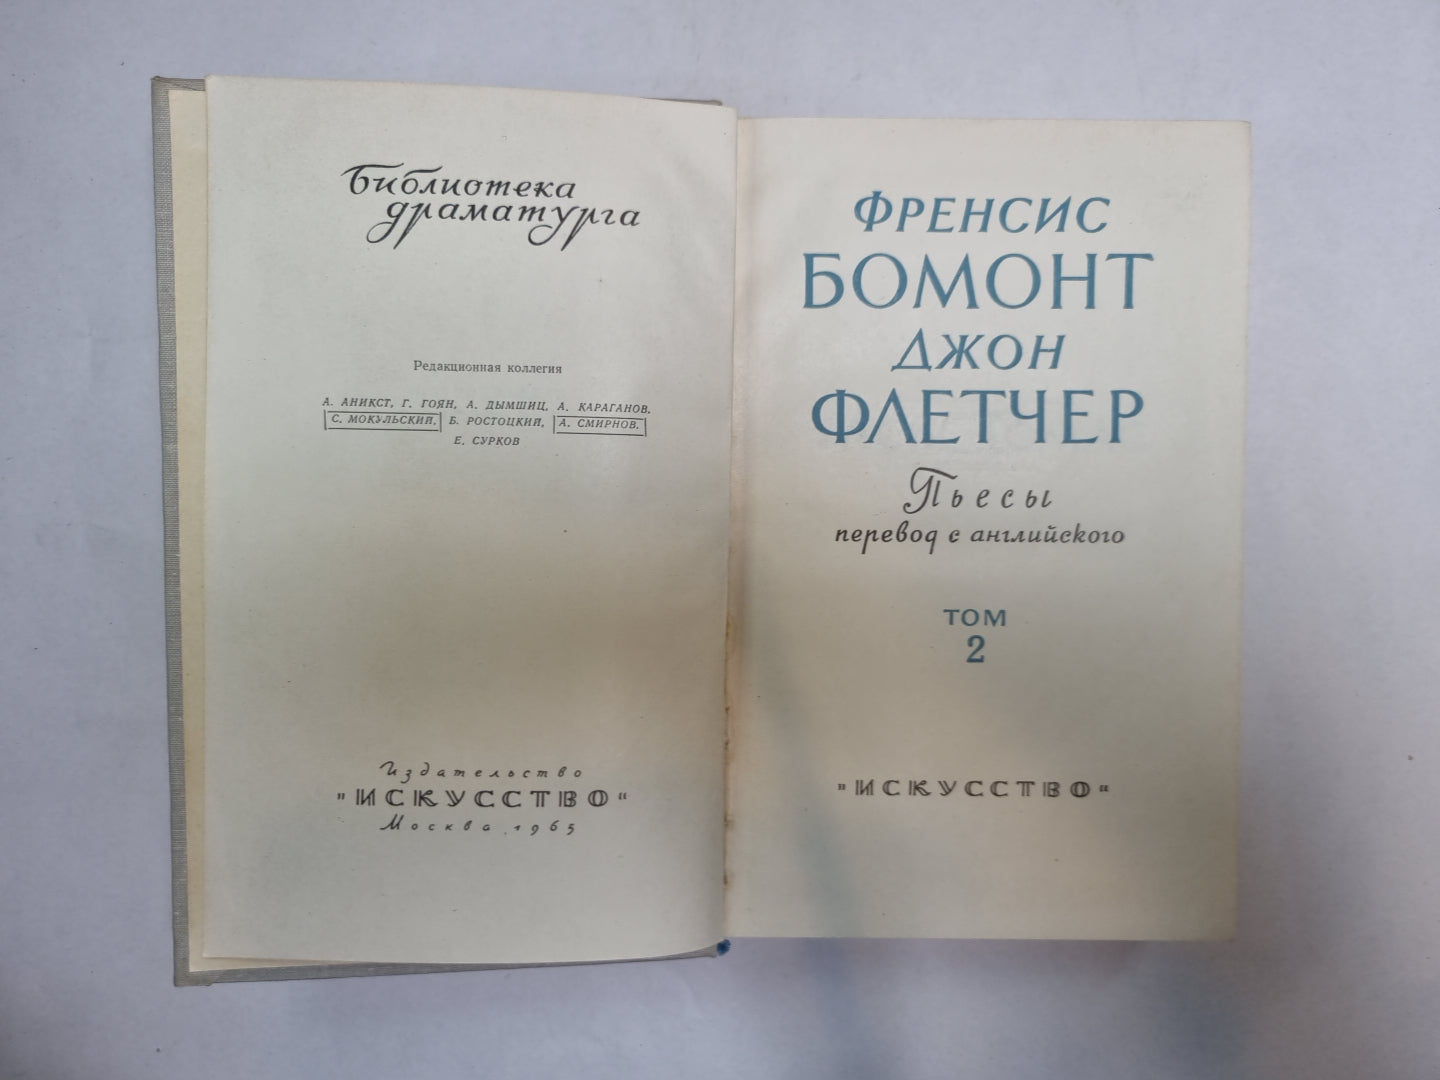 Библиотека
драматурга
Редакционная коллегия
А. АНИКСТ, Г. ГОЯН, А. ДЫМШИЦ, А. КАРАГАНОВ,
С. МОКУЛЬСКИЙ, Б. РОСТОЦКИЙ, А. СМИРНОВ,
Е. СУРКОВ
Издательство
"ИСКУССТВО"
Москва, 1965
ФРЕНСИС
БОМОНТ
ДЖОН
ФЛЕТЧЕР
Пьесы
перевод с английского
ТОМ
2
"ИСКУССТВО"